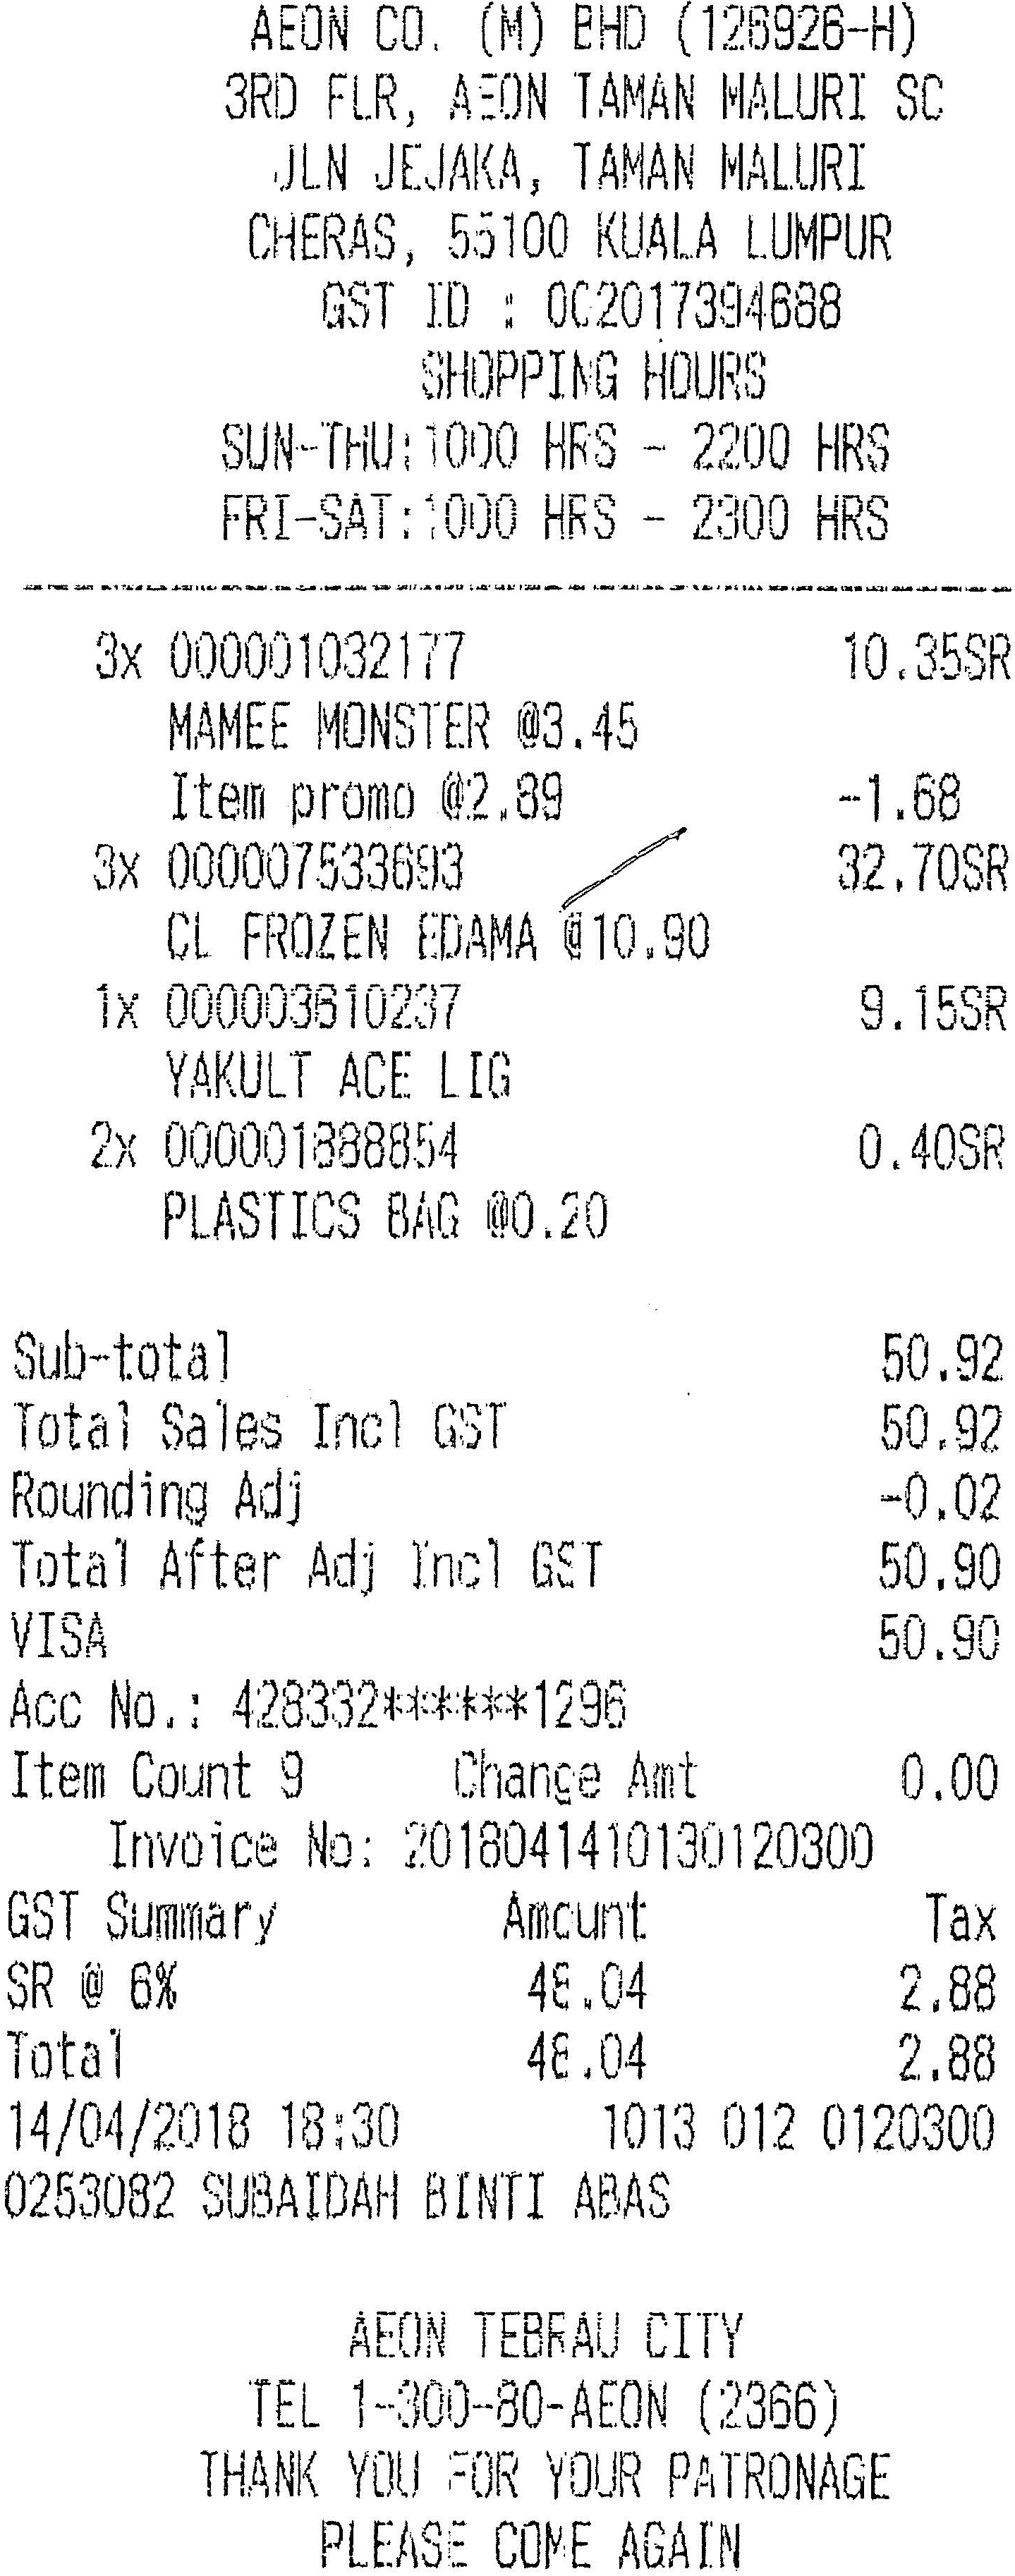 AEON CO. (M) BHD (126926-H)
3RD FLR, AEON TAMAN MALURI SC
JLN JEJAKA, TAMAN MALURI
CHERAS, 55100 KUALA LUMPUR
GST ID : 002017394688
SHOPPING HOURS
SUN-THU:1000 HRS - 2200 HRS
FRI-SAT:1000 HRS - 2300 HRS
3x 000001032177 10.35SR
MAMEE MONSTER @3.45
Item promo @2.89 -1.68
3x 000007533693 32.70SR
CL FROZEN EDAMA @10.90
1x 000003610237 9.15SR
YAKULT ACE LIG
2x 000001888854 0.40SR
PLASTICS BAG @0.20
Sub-total 50.92
Total Sales Incl GST 50.92
Rounding Adj -0.02
Total After Adj Incl GST 50.90
VISA 50.90
Acc No.: 428332******1296
Item Count 9 Change Amt 0.00
Invoice No: 2018041410130120300
GST Summary Amount Tax
SR @ 6% 48.04 2.88
Total 48.04 2.88
14/04/2018 18:30 1013 012 0120300
0253082 SUBAIDAH BINTI ABAS
AEON TEBRAU CITY
TEL 1-300-80-AEON (2366)
THANK YOU FOR YOUR PATRONAGE
PLEASE COME AGAIN